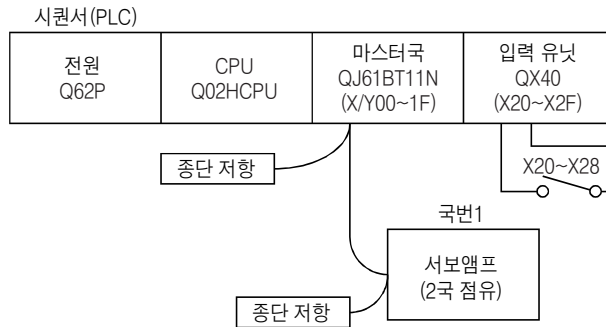 시퀀서(PLC)
전원
Q62P
CPU
Q02HCPU
마스터국
QJ61BT11N
(X/Y00~1F)
입력 유닛
QX40
(X20~X2F)
종단 저항
X20~X28
국번1
서보앰프
(2국 점유)
종단 저항